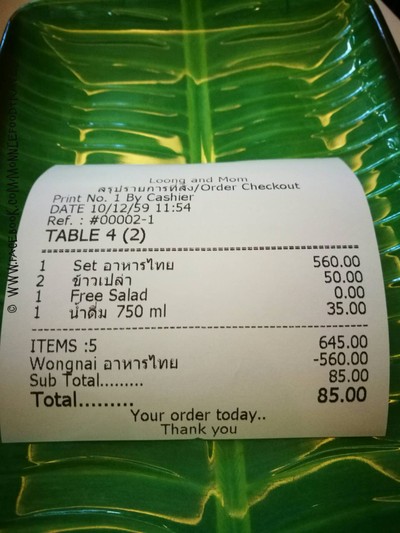 Loong and Mom
สรุปรายการที่สั่ง/Order Checkout
Print No. 1 By Cashier
DATE 10/12/59 11:54
Ref. : #00002-1
TABLE 4 (2)
1 Set อาหารไทย 560.00
2 ข้าวเปล่า 50.00
1 Free Salad 0.00
1 น้ำดื่ม 750 ml 35.00
ITEMS :5 645.00
Wongnai อาหารไทย -560.00
Sub Total......... 85.00
Total......... 85.00
Your order today..
Thank you